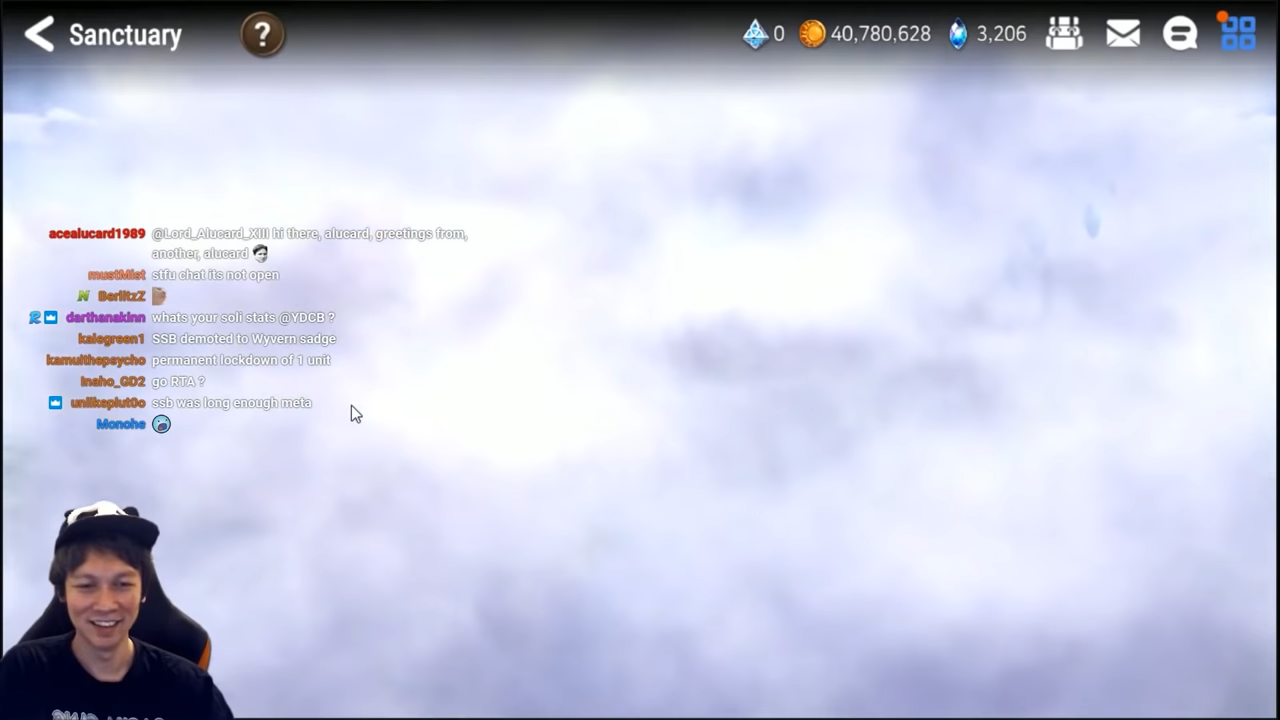 Sanctuary ? 0 40,780,628 3,206
acealucard1989 @Lord_Alucard_XIII hi there, alucard, greetings from,
another, alucard
mustMist stfu chat its not open
BerlitzZ
darthanakinn whats your soli stats @YDCB ?
kalegreen1 SSB demoted to Wyvern sadge
kamuithepsycho permanent lockdown of 1 unit
Inaho_GD2 go RTA ?
unlikeplut0o ssb was long enough meta
Monohe